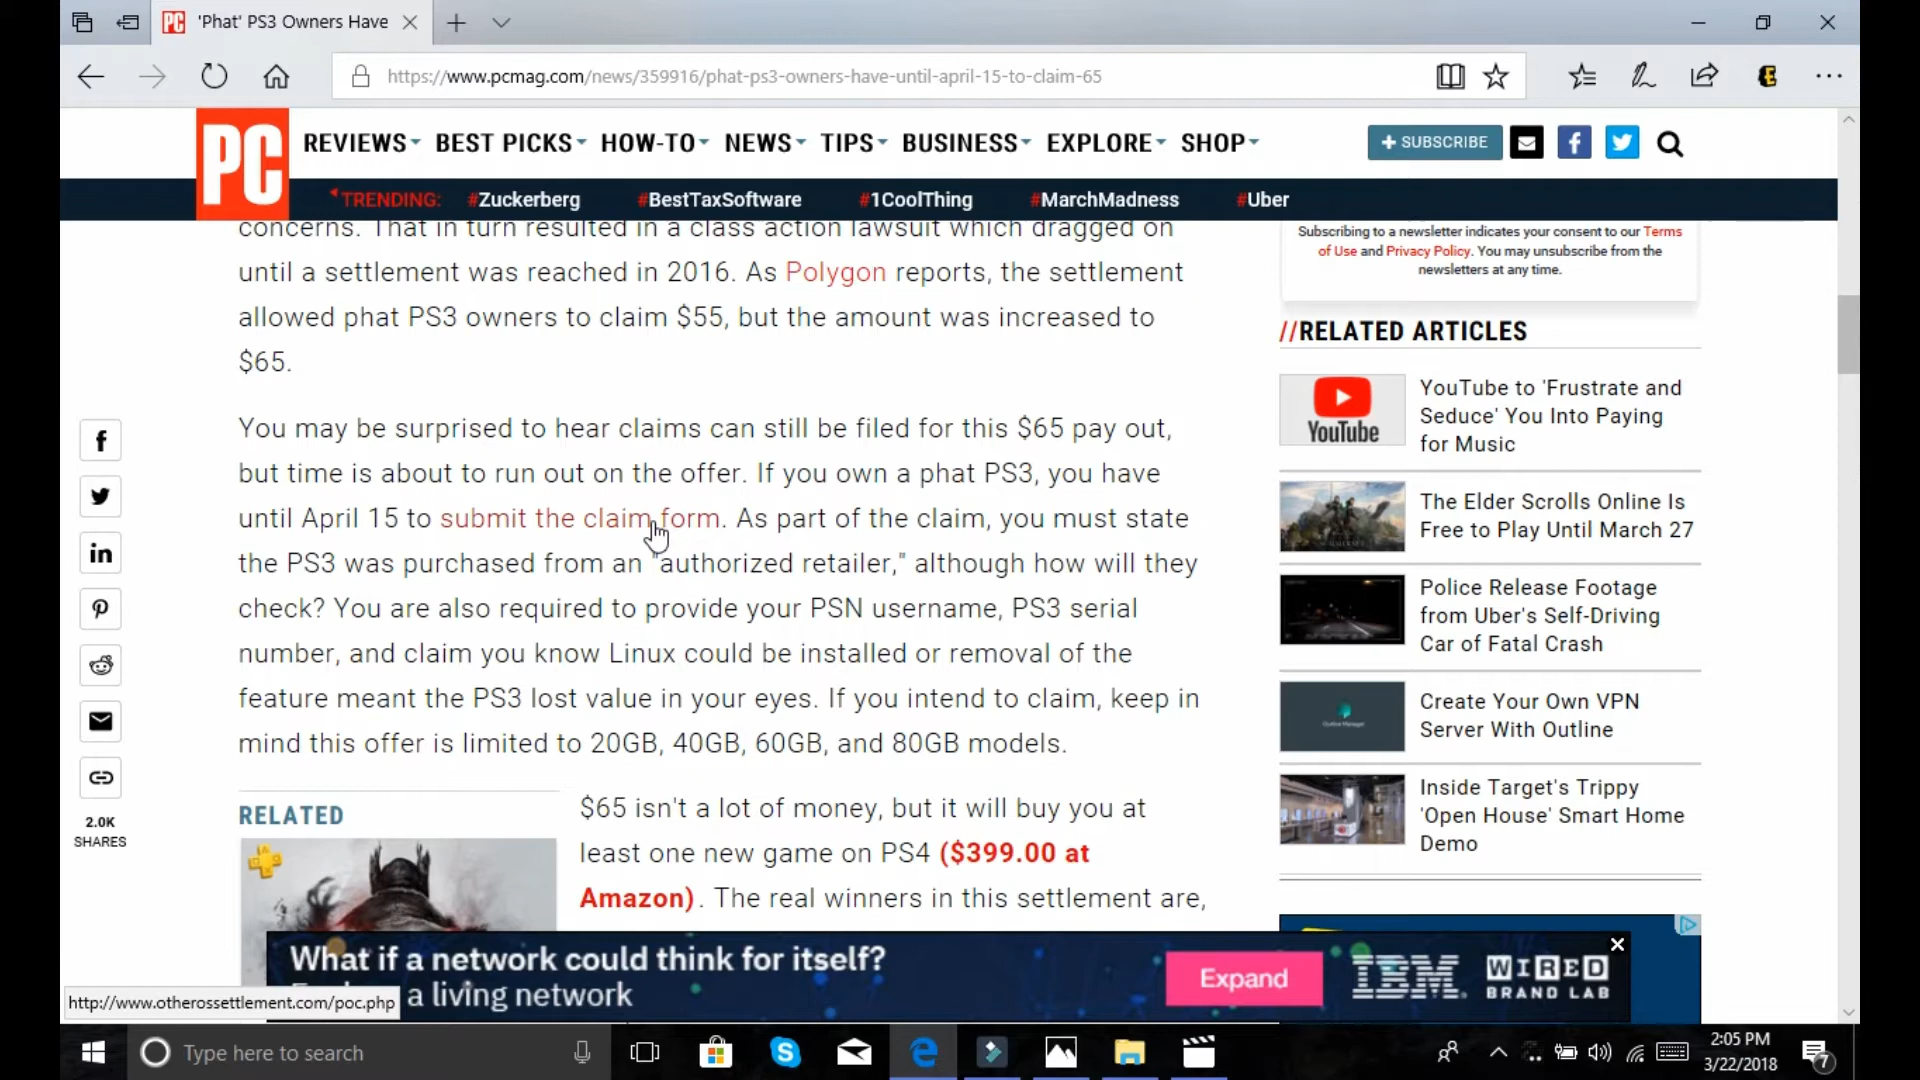 'Phat' PS3 Owners Have
https://www.pcmag.com/news/359916/phat-ps3-owners-have-until-april-15-to-claim-65
PC
REVIEWS BEST PICKS HOW-TO NEWS TIPS BUSINESS EXPLORE SHOP
+ SUBSCRIBE
TRENDING: #Zuckerberg #BestTaxSoftware #1CoolThing #MarchMadness #Uber
concerns. That in turn resulted in a class action lawsuit which dragged on
until a settlement was reached in 2016. As Polygon reports, the settlement
allowed phat PS3 owners to claim $55, but the amount was increased to
$65.
You may be surprised to hear claims can still be filed for this $65 pay out,
but time is about to run out on the offer. If you own a phat PS3, you have
until April 15 to submit the claim form. As part of the claim, you must state
the PS3 was purchased from an "authorized retailer," although how will they
check? You are also required to provide your PSN username, PS3 serial
number, and claim you know Linux could be installed or removal of the
feature meant the PS3 lost value in your eyes. If you intend to claim, keep in
mind this offer is limited to 20GB, 40GB, 60GB, and 80GB models.
2.0K
SHARES
RELATED
$65 isn't a lot of money, but it will buy you at
least one new game on PS4 ($399.00 at
Amazon). The real winners in this settlement are,
Subscribing to a newsletter indicates your consent to our Terms
of Use and Privacy Policy. You may unsubscribe from the
newsletters at any time.
//RELATED ARTICLES
YouTube
YouTube to 'Frustrate and
Seduce' You Into Paying
for Music
The Elder Scrolls Online Is
Free to Play Until March 27
Police Release Footage
from Uber's Self-Driving
Car of Fatal Crash
Create Your Own VPN
Server With Outline
Inside Target's Trippy
'Open House' Smart Home
Demo
What if a network could think for itself?
a living network
Expand
IBM
WIRED
BRAND LAB
http://www.otherossettlement.com/poc.php
Type here to search
2:05 PM
3/22/2018
7